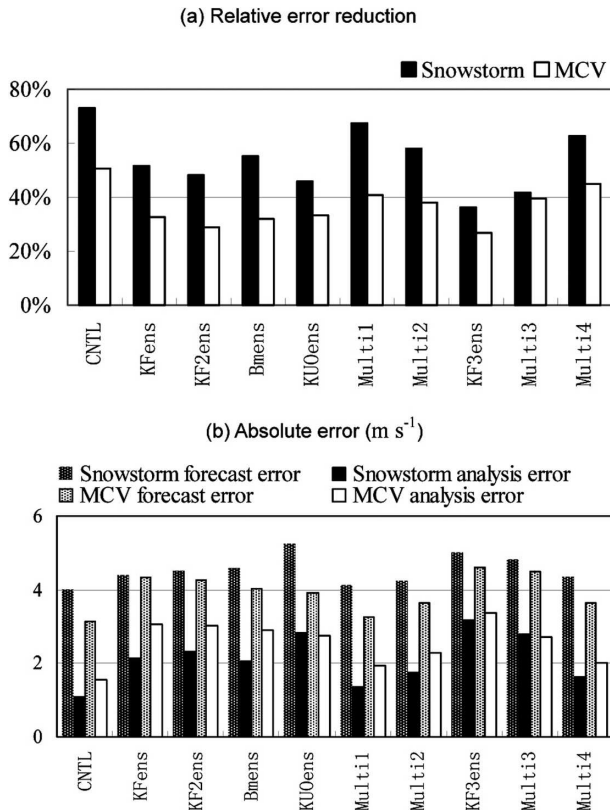 (a) Relative error reduction
Snowstorm MCV
80%
60%
40%
20%
0%
CNTL KFens KF2ens Bmens KUOens Multi1 Multi2 KF3ens Multi3 Multi4
(b) Absolute error (m s⁻¹)
Snowstorm forecast error Snowstorm analysis error
MCV forecast error MCV analysis error
6
4
2
0
CNTL KFens KF2ens Bmens KUOens Multi1 Multi2 KF3ens Multi3 Multi4